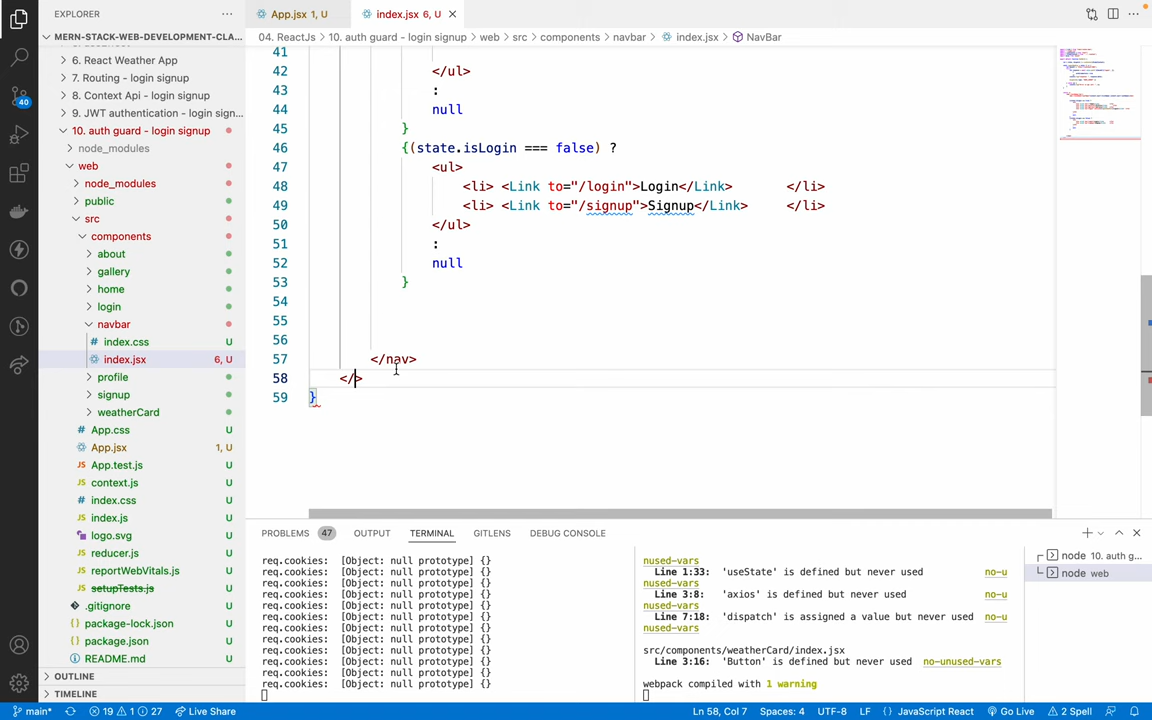 EXPLORER
MERN-STACK-WEB-DEVELOPMENT-CLA...
6. React Weather App
7. Routing - login signup
8. Context Api - login signup
9. JWT authentication - login sign...
10. auth guard - login signup
node_modules
web
node_modules
public
src
components
about
gallery
home
login
navbar
index.css U
index.jsx 6, U
profile
signup
weatherCard
App.css U
App.jsx 1, U
App.test.js U
context.js U
index.css U
index.js U
logo.svg U
reducer.js U
reportWebVitals.js U
setupTests.js U
.gitignore U
package-lock.json U
package.json U
README.md U
OUTLINE
TIMELINE
40
App.jsx 1, U
index.jsx 6, U
04. ReactJs > 10. auth guard - login signup > web > src > components > navbar > index.jsx > NavBar
41
42 </ul>
43 :
44 null
45 }
46 {(state.isLogin === false) ?
47 <ul>
48 <li> <Link to="/login">Login</Link> </li>
49 <li> <Link to="/signup">Signup</Link> </li>
50 </ul>
51 :
52 null
53 }
54
55
56
57 </nav>
58 </>
59 }
PROBLEMS 47 OUTPUT TERMINAL GITLENS DEBUG CONSOLE
req.cookies: [Object: null prototype] {}
req.cookies: [Object: null prototype] {}
req.cookies: [Object: null prototype] {}
req.cookies: [Object: null prototype] {}
req.cookies: [Object: null prototype] {}
req.cookies: [Object: null prototype] {}
req.cookies: [Object: null prototype] {}
req.cookies: [Object: null prototype] {}
req.cookies: [Object: null prototype] {}
req.cookies: [Object: null prototype] {}
req.cookies: [Object: null prototype] {}
req.cookies: [Object: null prototype] {}
nused-vars
Line 1:33: 'useState' is defined but never used no-u
nused-vars
Line 3:8: 'axios' is defined but never used no-u
nused-vars
Line 7:18: 'dispatch' is assigned a value but never used no-u
nused-vars
src/components/weatherCard/index.jsx
Line 3:16: 'Button' is defined but never used no-unused-vars
webpack compiled with 1 warning
node 10. auth g...
node web
main* 19 1 27 Live Share
Ln 58, Col 7 Spaces: 4 UTF-8 LF {} JavaScript React Go Live 2 Spell